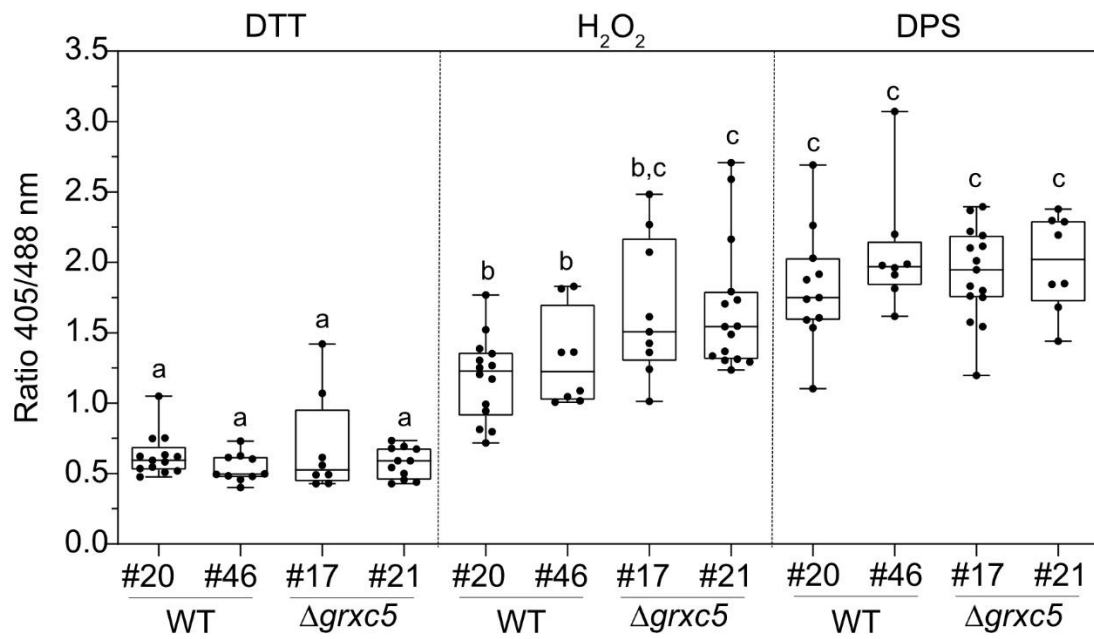 DTT H₂O₂ DPS
3.5
3.0
2.5
2.0
1.5
1.0
0.5
0.0
Ratio 405/488 nm
a a a a b b b,c c c c c c
#20 #46 #17 #21 #20 #46 #17 #21 #20 #46 #17 #21
WT Δgrxc5 WT Δgrxc5 WT Δgrxc5